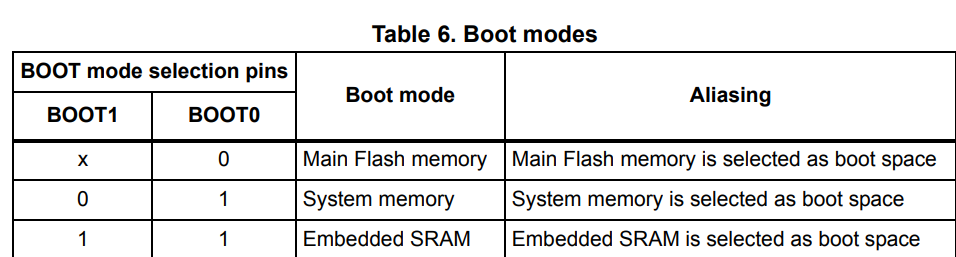 Table 6. Boot modes
BOOT mode selection pins
Boot mode
Aliasing
BOOT1
BOOT0
x 0 Main Flash memory Main Flash memory is selected as boot space
0 1 System memory System memory is selected as boot space
1 1 Embedded SRAM Embedded SRAM is selected as boot space